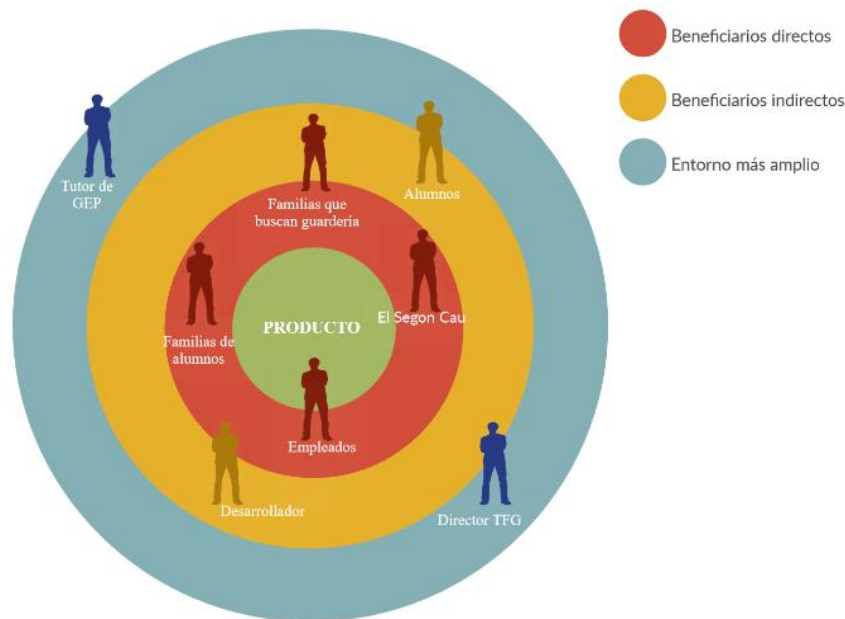 Beneficiarios directos
Beneficiarios indirectos
Entorno más amplio
Tutor de
GEP
Familias que
buscan guardería
Alumnos
Familias de
alumnos
PRODUCTO
El Segon Cau
Empleados
Desarrollador
Director TFG